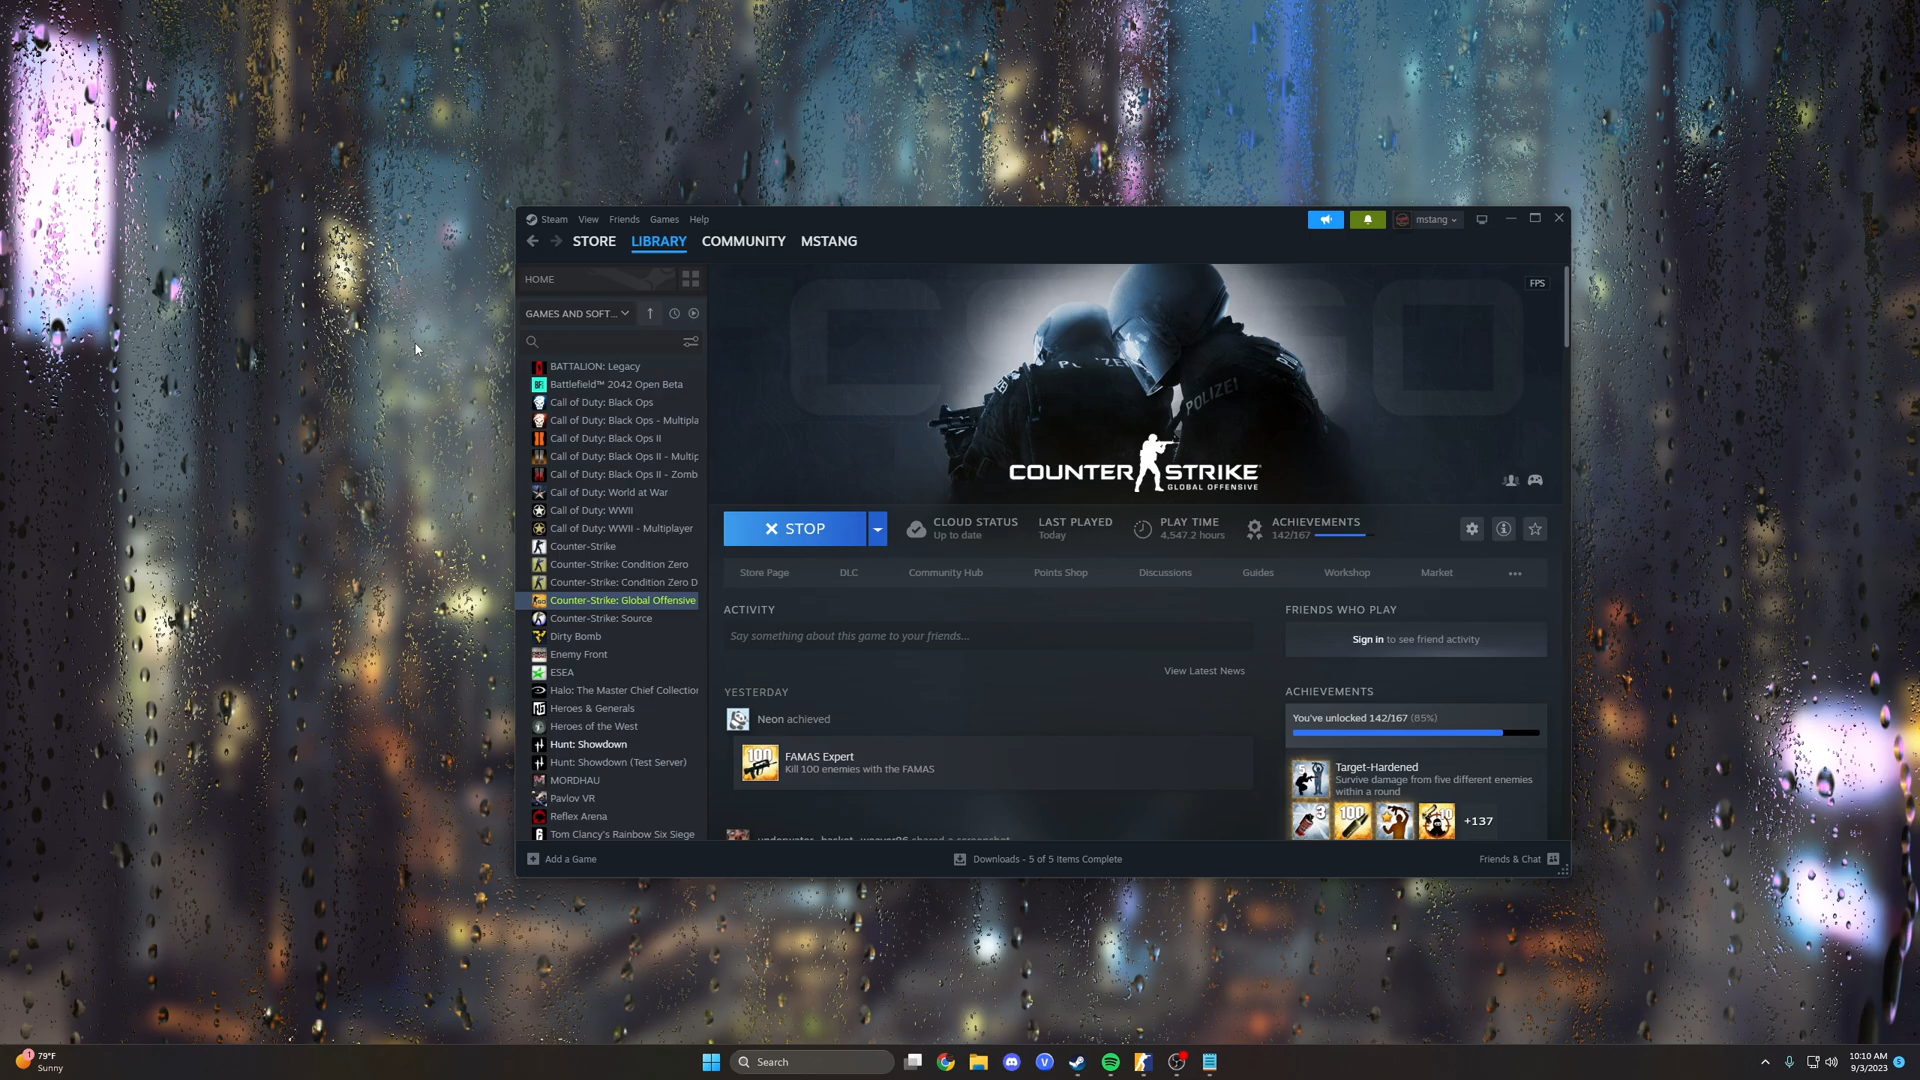 Steam View Friends Games Help
mstang
STORE LIBRARY COMMUNITY MSTANG
HOME
GAMES AND SOFT...
BATTALION: Legacy
Battlefield™ 2042 Open Beta
Call of Duty: Black Ops
Call of Duty: Black Ops - Multipla
Call of Duty: Black Ops II
Call of Duty: Black Ops II - Multip
Call of Duty: Black Ops II - Zomb
Call of Duty: World at War
Call of Duty: WWII
Call of Duty: WWII - Multiplayer
Counter-Strike
Counter-Strike: Condition Zero
Counter-Strike: Condition Zero D
Counter-Strike: Global Offensive
Counter-Strike: Source
Dirty Bomb
Enemy Front
ESEA
Halo: The Master Chief Collection
Heroes & Generals
Heroes of the West
Hunt: Showdown
Hunt: Showdown (Test Server)
MORDHAU
Pavlov VR
Reflex Arena
Tom Clancy's Rainbow Six Siege
FPS
CS GO
POLIZEI
COUNTER STRIKE
GLOBAL OFFENSIVE
STOP
CLOUD STATUS
Up to date
LAST PLAYED
Today
PLAY TIME
4,547.2 hours
ACHIEVEMENTS
142/167
Store Page DLC Community Hub Points Shop Discussions Guides Workshop Market
ACTIVITY
Say something about this game to your friends...
View Latest News
YESTERDAY
Neon achieved
100
FAMAS Expert
Kill 100 enemies with the FAMAS
FRIENDS WHO PLAY
Sign in to see friend activity
ACHIEVEMENTS
You've unlocked 142/167 (85%)
5
Target-Hardened
Survive damage from five different enemies
within a round
3 100 10 +137
Add a Game
Downloads - 5 of 5 Items Complete
Friends & Chat
1
79°F
Sunny
Search
10:10 AM
9/3/2023
5